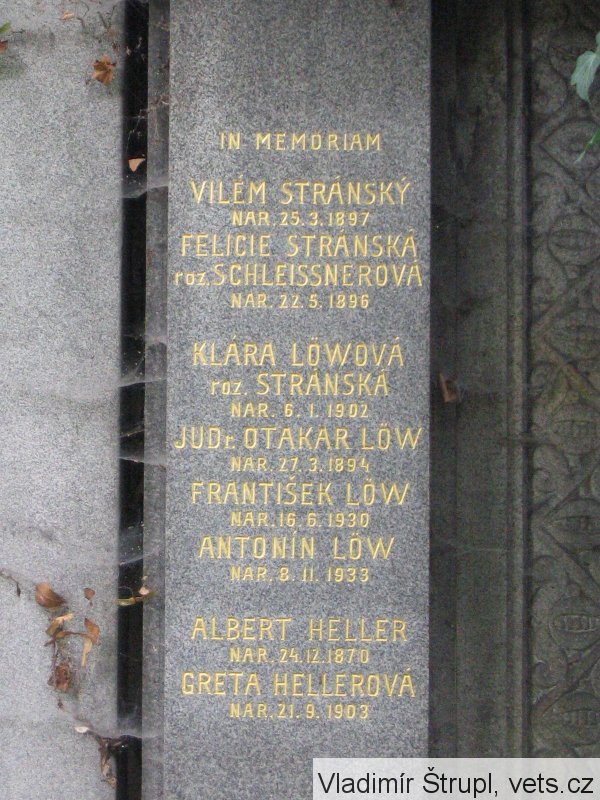 IN MEMORIAM
VILÉM STRÁNSKÝ
NAR. 25. 3. 1897
FELICIE STRÁNSKÁ
roz. SCHLEISSNEROVÁ
NAR. 22. 5. 1896
KLÁRA LÖWOVÁ
roz. STRÁNSKÁ
NAR. 6. 1. 1902
JUDr. OTAKAR LÖW
NAR. 27. 3. 1894
FRANTIŠEK LÖW
NAR. 16. 6. 1930
ANTONÍN LÖW
NAR. 8. 11. 1933
ALBERT HELLER
NAR. 24. 12. 1870
GRETA HELLEROVÁ
NAR. 21. 9. 1903
Vladimír Štrupl, vets.cz